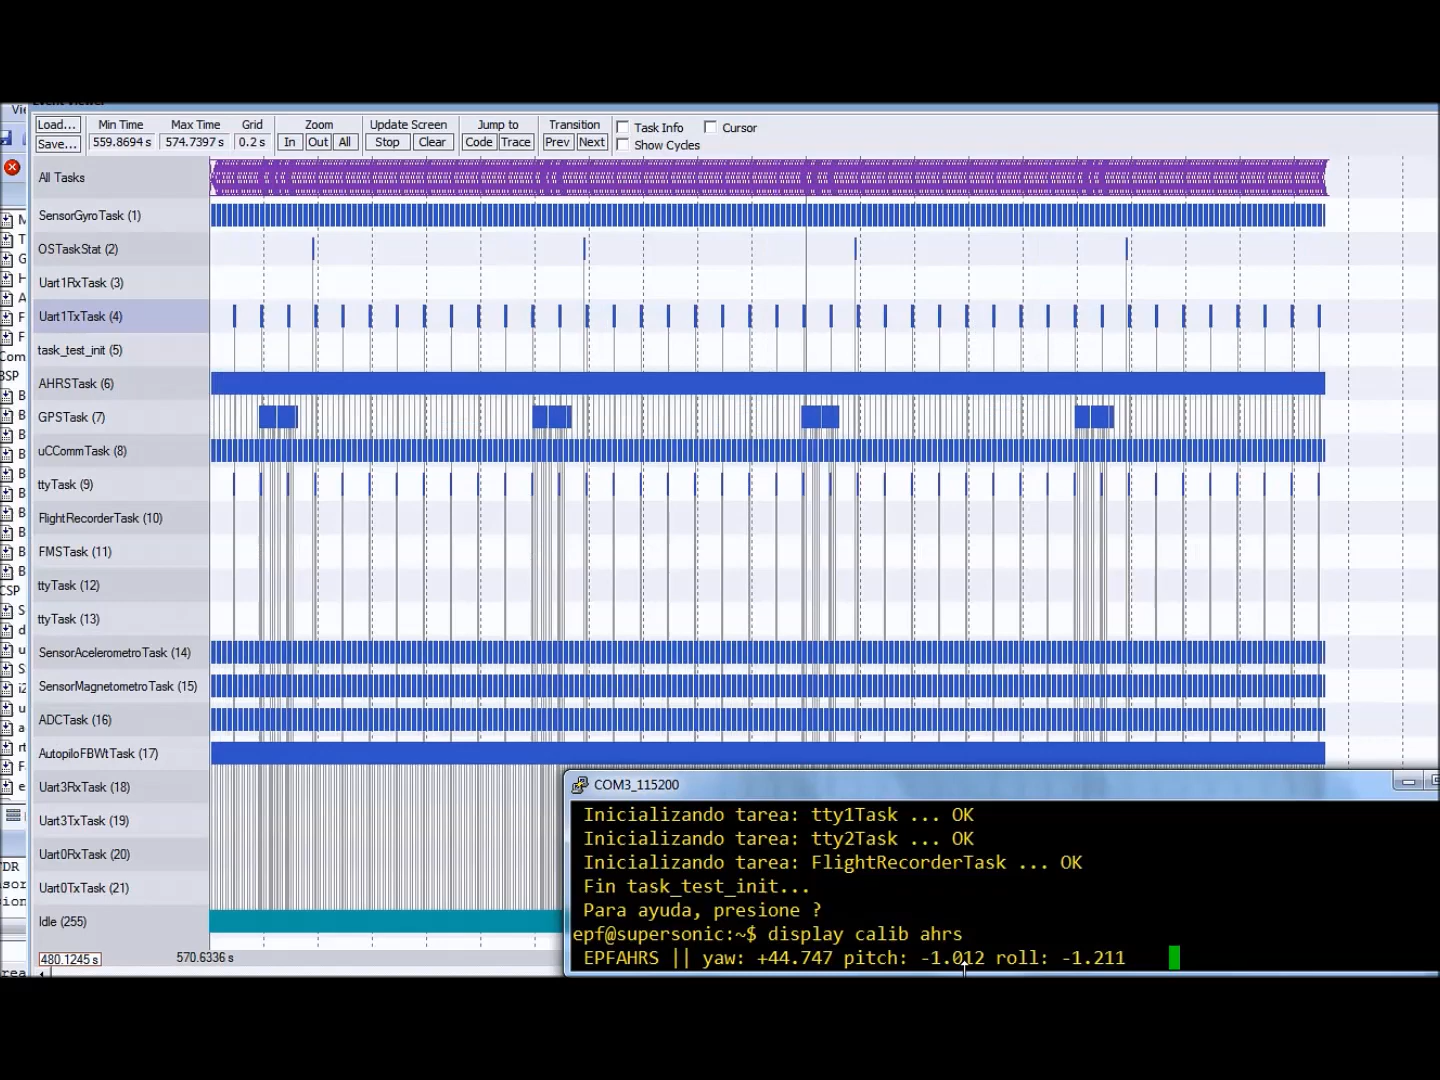 Event Viewer
Load...
Save...
Min Time
559.8694 s
Max Time
574.7397 s
Grid
0.2 s
Zoom
In Out All
Update Screen
Stop Clear
Jump to
Code Trace
Transition
Prev Next
Task Info
Cursor
Show Cycles
All Tasks
SensorGyroTask (1)
OSTaskStat (2)
Uart1RxTask (3)
Uart1TxTask (4)
task_test_init (5)
AHRSTask (6)
GPSTask (7)
uCCommTask (8)
ttyTask (9)
FlightRecorderTask (10)
FMSTask (11)
ttyTask (12)
ttyTask (13)
SensorAcelerometroTask (14)
SensorMagnetometroTask (15)
ADCTask (16)
AutopiloFBWtTask (17)
Uart3RxTask (18)
Uart3TxTask (19)
Uart0RxTask (20)
Uart0TxTask (21)
Idle (255)
480.1245 s
570.6336 s
COM3_115200
Inicializando tarea: tty1Task ... OK
Inicializando tarea: tty2Task ... OK
Inicializando tarea: FlightRecorderTask ... OK
Fin task_test_init...
Para ayuda, presione ?
epf@supersonic:~$ display calib ahrs
EPFAHRS || yaw: +44.747 pitch: -1.012 roll: -1.211